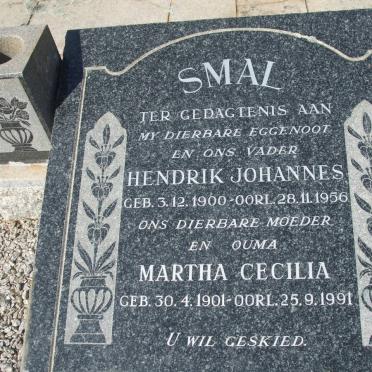 SMAL
TER GEDAGTENIS AAN
MY DIERBARE EGGENOOT
EN ONS VADER
HENDRIK JOHANNES
GEB. 3.12.1900-OORL. 28.11.1956
ONS DIERBARE MOEDER
EN OUMA
MARTHA CECILIA
GEB. 30.4.1901-OORL. 25.9.1991
U WIL GESKIED.